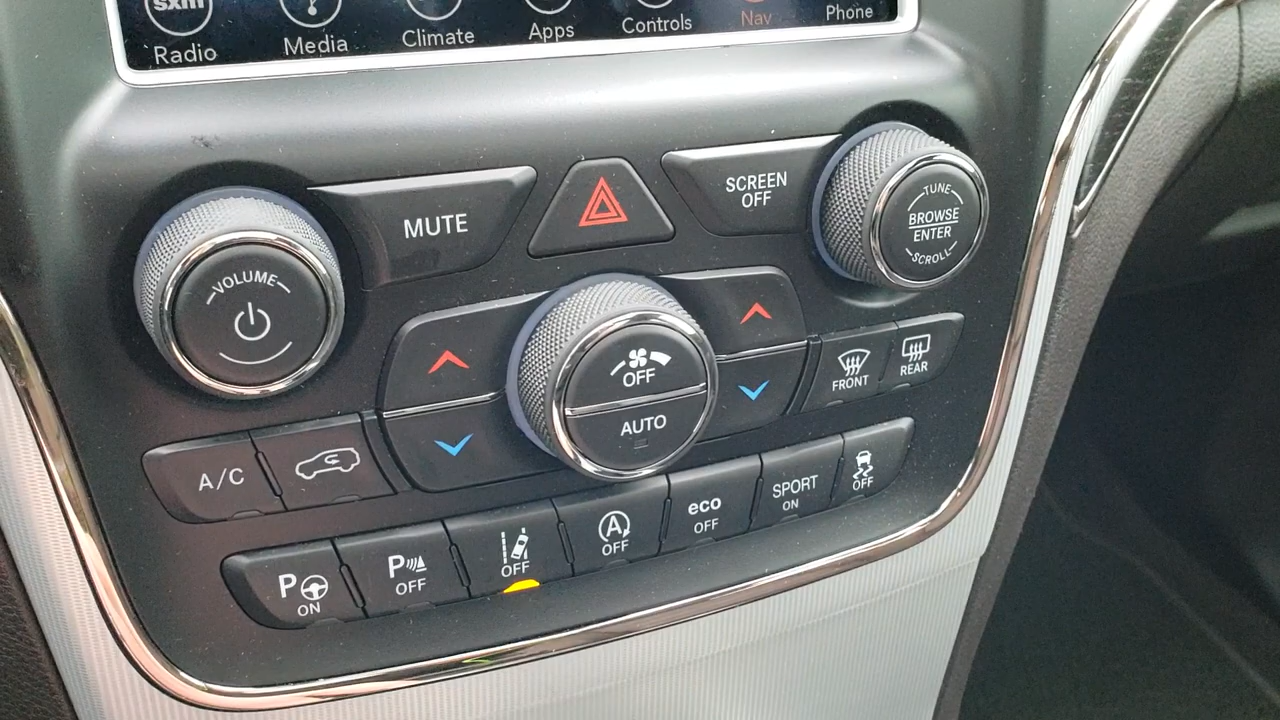 sxm
Radio
Media
Climate
Apps
Controls
Nav
Phone
MUTE
SCREEN
OFF
TUNE
BROWSE
ENTER
SCROLL
VOLUME
OFF
AUTO
FRONT
REAR
A/C
P
ON
P
OFF
OFF
A
OFF
eco
OFF
SPORT
ON
OFF